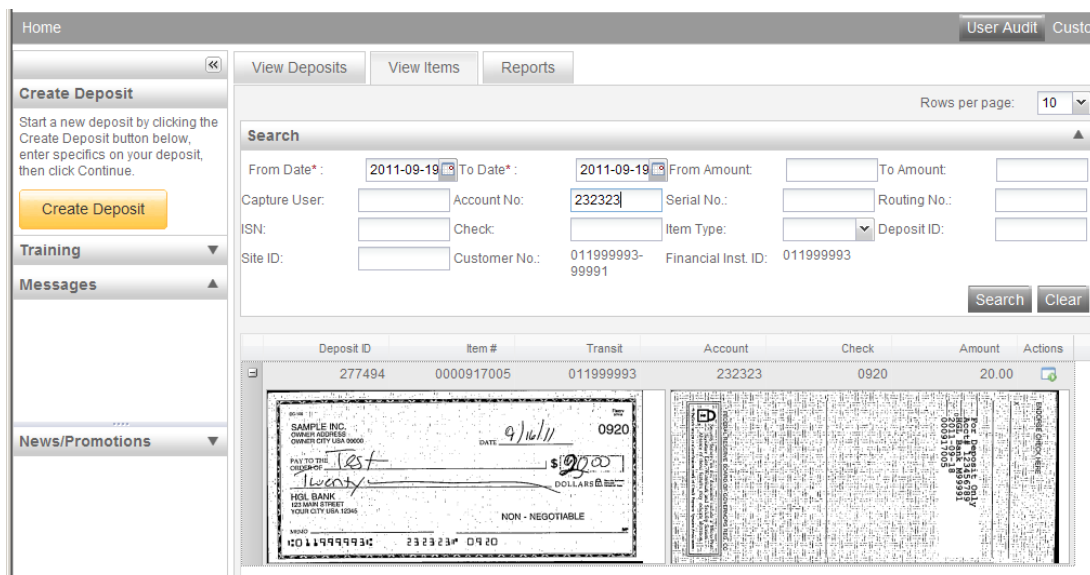 Home User Audit Custo
View Deposits View Items Reports
Rows per page: 10
Create Deposit
Start a new deposit by clicking the
Create Deposit button below,
enter specifics on your deposit,
then click Continue.
Create Deposit
Training
Messages
News/Promotions
Search
From Date* : 2011-09-19 To Date* : 2011-09-19 From Amount: To Amount:
Capture User: Account No: 232323 Serial No.: Routing No.:
ISN: Check: Item Type: Deposit ID:
Site ID: Customer No.: 011999993-99991 Financial Inst. ID: 011999993
Search Clear
Deposit ID Item # Transit Account Check Amount Actions
277494 0000917005 011999993 232323 0920 20.00
SAMPLE INC.
OWNER ADDRESS
OWNER CITY USA 00000
0920
DATE 9/16/11
PAY TO THE
ORDER OF Test $ 20.00
Twenty DOLLARS
HGL BANK
123 MAIN STREET
YOUR CITY USA 12345
NON - NEGOTIABLE
MEMO
⑆011999993⑆ 232323⑈ 0920
ENDORSE CHECK HERE
For Deposit Only
HGL Bank M99991
0000917005